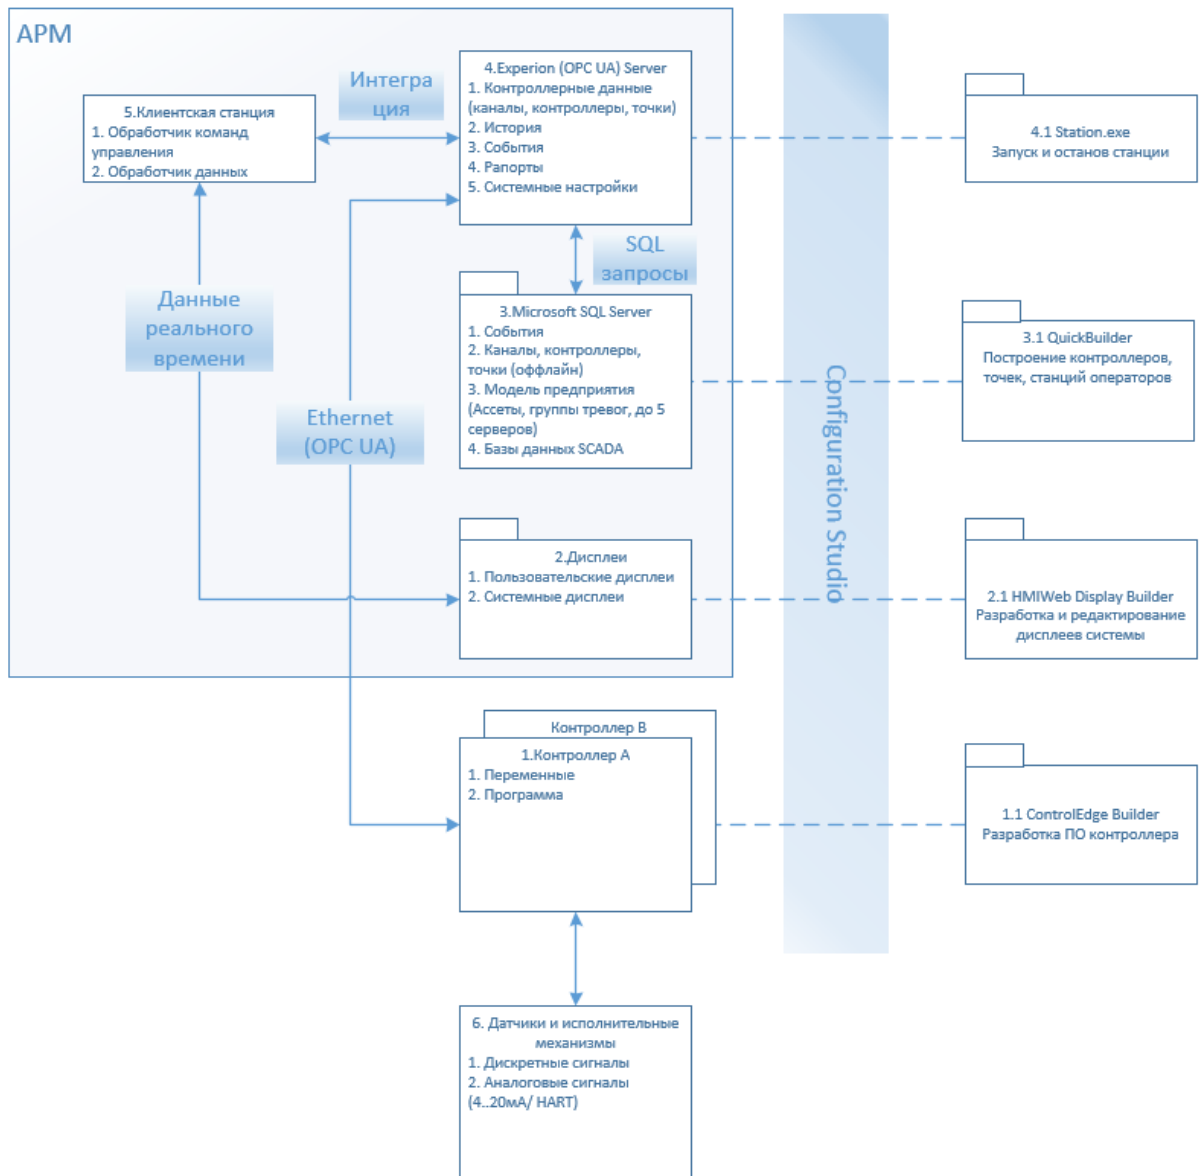 АРМ
5.Клиентская станция
1. Обработчик команд
управления
2. Обработчик данных
Интегра
ция
4.Experion (OPC UA) Server
1. Контроллерные данные
(каналы, контроллеры, точки)
2. История
3. События
4. Рапорты
5. Системные настройки
4.1 Station.exe
Запуск и останов станции
SQL
запросы
Данные
реального
времени
3.Microsoft SQL Server
1. События
2. Каналы, контроллеры,
точки (оффлайн)
3. Модель предприятия
(Ассеты, группы тревог, до 5
серверов)
4. Базы данных SCADA
3.1 QuickBuilder
Построение контроллеров,
точек, станций операторов
Ethernet
(OPC UA)
Configuration Studio
2.Дисплеи
1. Пользовательские дисплеи
2. Системные дисплеи
2.1 HMIWeb Display Builder
Разработка и редактирование
дисплеев системы
Контроллер B
1.Контроллер A
1. Переменные
2. Программа
1.1 ControlEdge Builder
Разработка ПО контроллера
6. Датчики и исполнительные
механизмы
1. Дискретные сигналы
2. Аналоговые сигналы
(4..20мА/ HART)